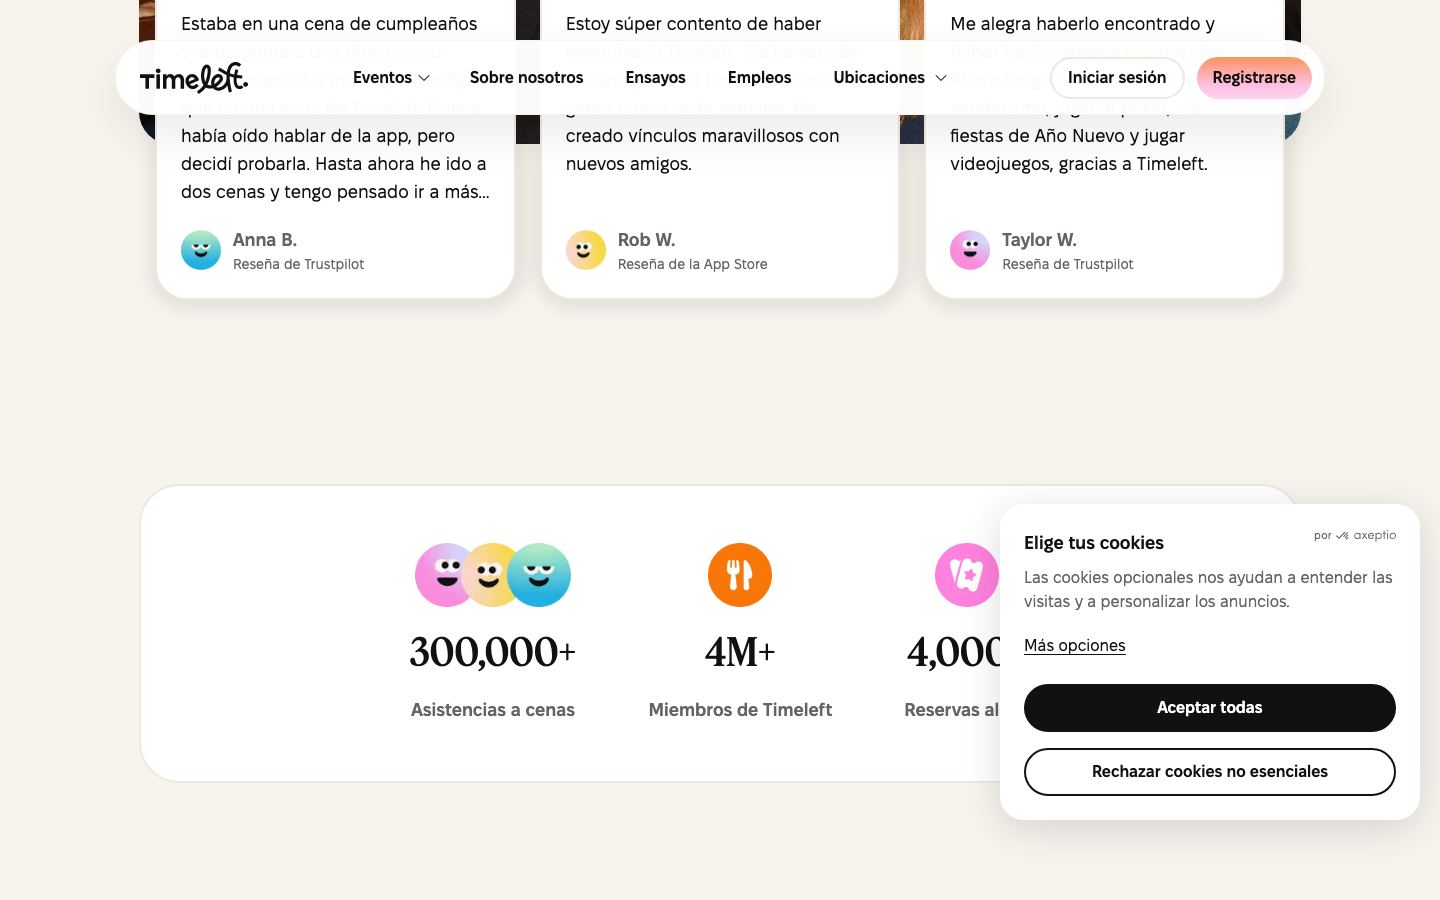 Estaba en una cena de cumpleaños
Estoy súper contento de haber
Me alegra haberlo encontrado y
Timeleft.
Eventos
Sobre nosotros
Ensayos
Empleos
Ubicaciones
Iniciar sesión
Registrarse
había oído hablar de la app, pero
decidí probarla. Hasta ahora he ido a
dos cenas y tengo pensado ir a más...
Anna B.
Reseña de Trustpilot
creado vínculos maravillosos con
nuevos amigos.
Rob W.
Reseña de la App Store
fiestas de Año Nuevo y jugar
videojuegos, gracias a Timeleft.
Taylor W.
Reseña de Trustpilot
300,000+
Asistencias a cenas
4M+
Miembros de Timeleft
4,000
Reservas al
Elige tus cookies
por axeptio
Las cookies opcionales nos ayudan a entender las
visitas y a personalizar los anuncios.
Más opciones
Aceptar todas
Rechazar cookies no esenciales